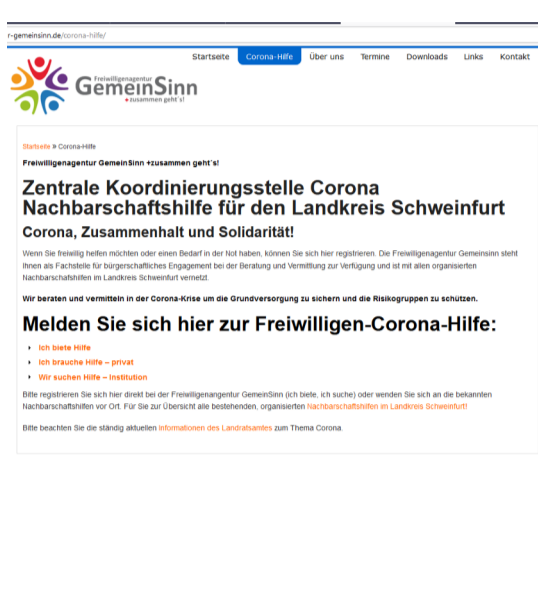 r-gemeinsinn.de/corona-hilfe/
Startseite Corona-Hilfe Über uns Termine Downloads Links Kontakt
Freiwilligenagentur
GemeinSinn
zusammen geht´s!
Startseite » Corona-Hilfe
Freiwilligenagentur GemeinSinn +zusammen geht´s!
Zentrale Koordinierungsstelle Corona
Nachbarschaftshilfe für den Landkreis Schweinfurt
Corona, Zusammenhalt und Solidarität!
Wenn Sie freiwillig helfen möchten oder einen Bedarf in der Not haben, können Sie sich hier registrieren. Die Freiwilligenagentur Gemeinsinn steht
Ihnen als Fachstelle für bürgerschaftliches Engagement bei der Beratung und Vermittlung zur Verfügung und ist mit allen organisierten
Nachbarschaftshilfen im Landkreis Schweinfurt vernetzt.
Wir beraten und vermitteln in der Corona-Krise um die Grundversorgung zu sichern und die Risikogruppen zu schützen.
Melden Sie sich hier zur Freiwilligen-Corona-Hilfe:
Ich biete Hilfe
Ich brauche Hilfe – privat
Wir suchen Hilfe – Institution
Bitte registrieren Sie sich hier direkt bei der Freiwilligenangentur GemeinSinn (ich biete, ich suche) oder wenden Sie sich an die bekannten
Nachbarschaftshilfen vor Ort. Für Sie zur Übersicht alle bestehenden, organisierten Nachbarschaftshilfen im Landkreis Schweinfurt!
Bitte beachten Sie die ständig aktuellen Informationen des Landratsamtes zum Thema Corona.